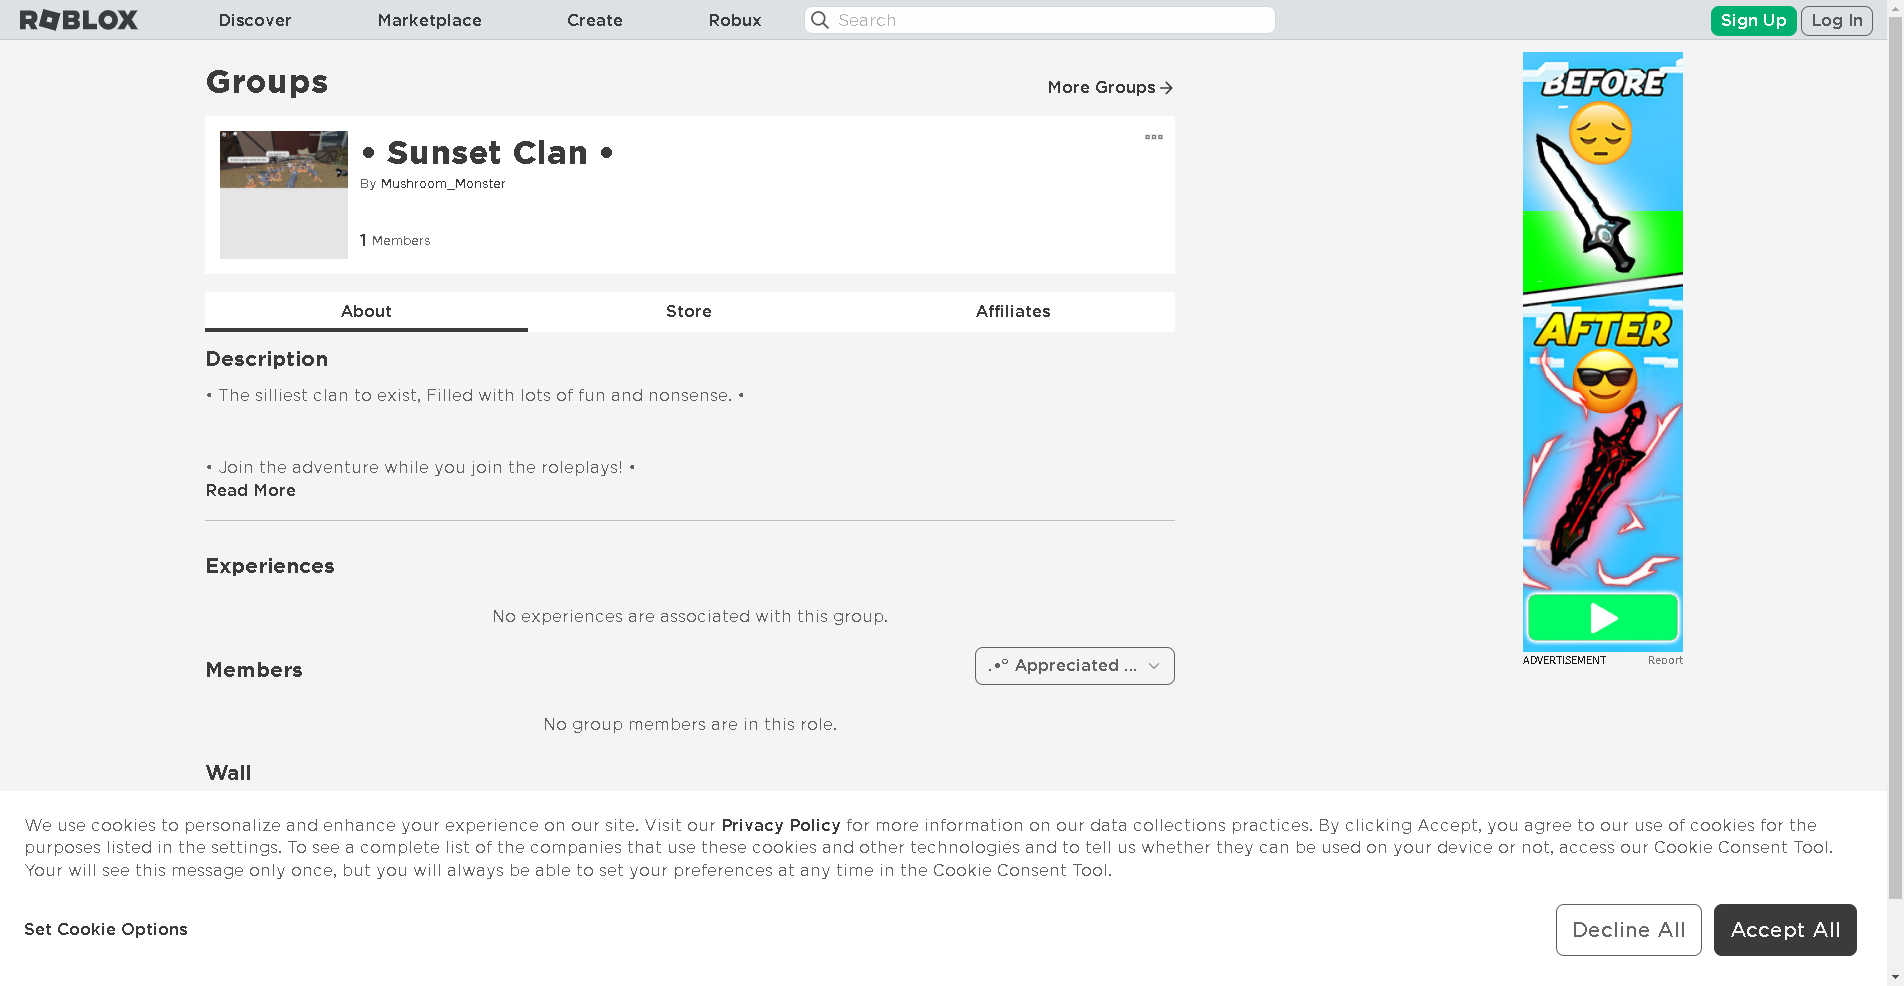 ROBLOX
Discover
Marketplace
Create
Robux
Search
Sign Up
Log In
Groups
More Groups
• Sunset Clan •
By Mushroom_Monster
1 Members
About
Store
Affiliates
Description
• The silliest clan to exist, Filled with lots of fun and nonsense. •
• Join the adventure while you join the roleplays! •
Read More
Experiences
No experiences are associated with this group.
Members
.•° Appreciated ...
No group members are in this role.
Wall
BEFORE
AFTER
ADVERTISEMENT
Report
We use cookies to personalize and enhance your experience on our site. Visit our Privacy Policy for more information on our data collections practices. By clicking Accept, you agree to our use of cookies for the
purposes listed in the settings. To see a complete list of the companies that use these cookies and other technologies and to tell us whether they can be used on your device or not, access our Cookie Consent Tool.
Your will see this message only once, but you will always be able to set your preferences at any time in the Cookie Consent Tool.
Set Cookie Options
Decline All
Accept All